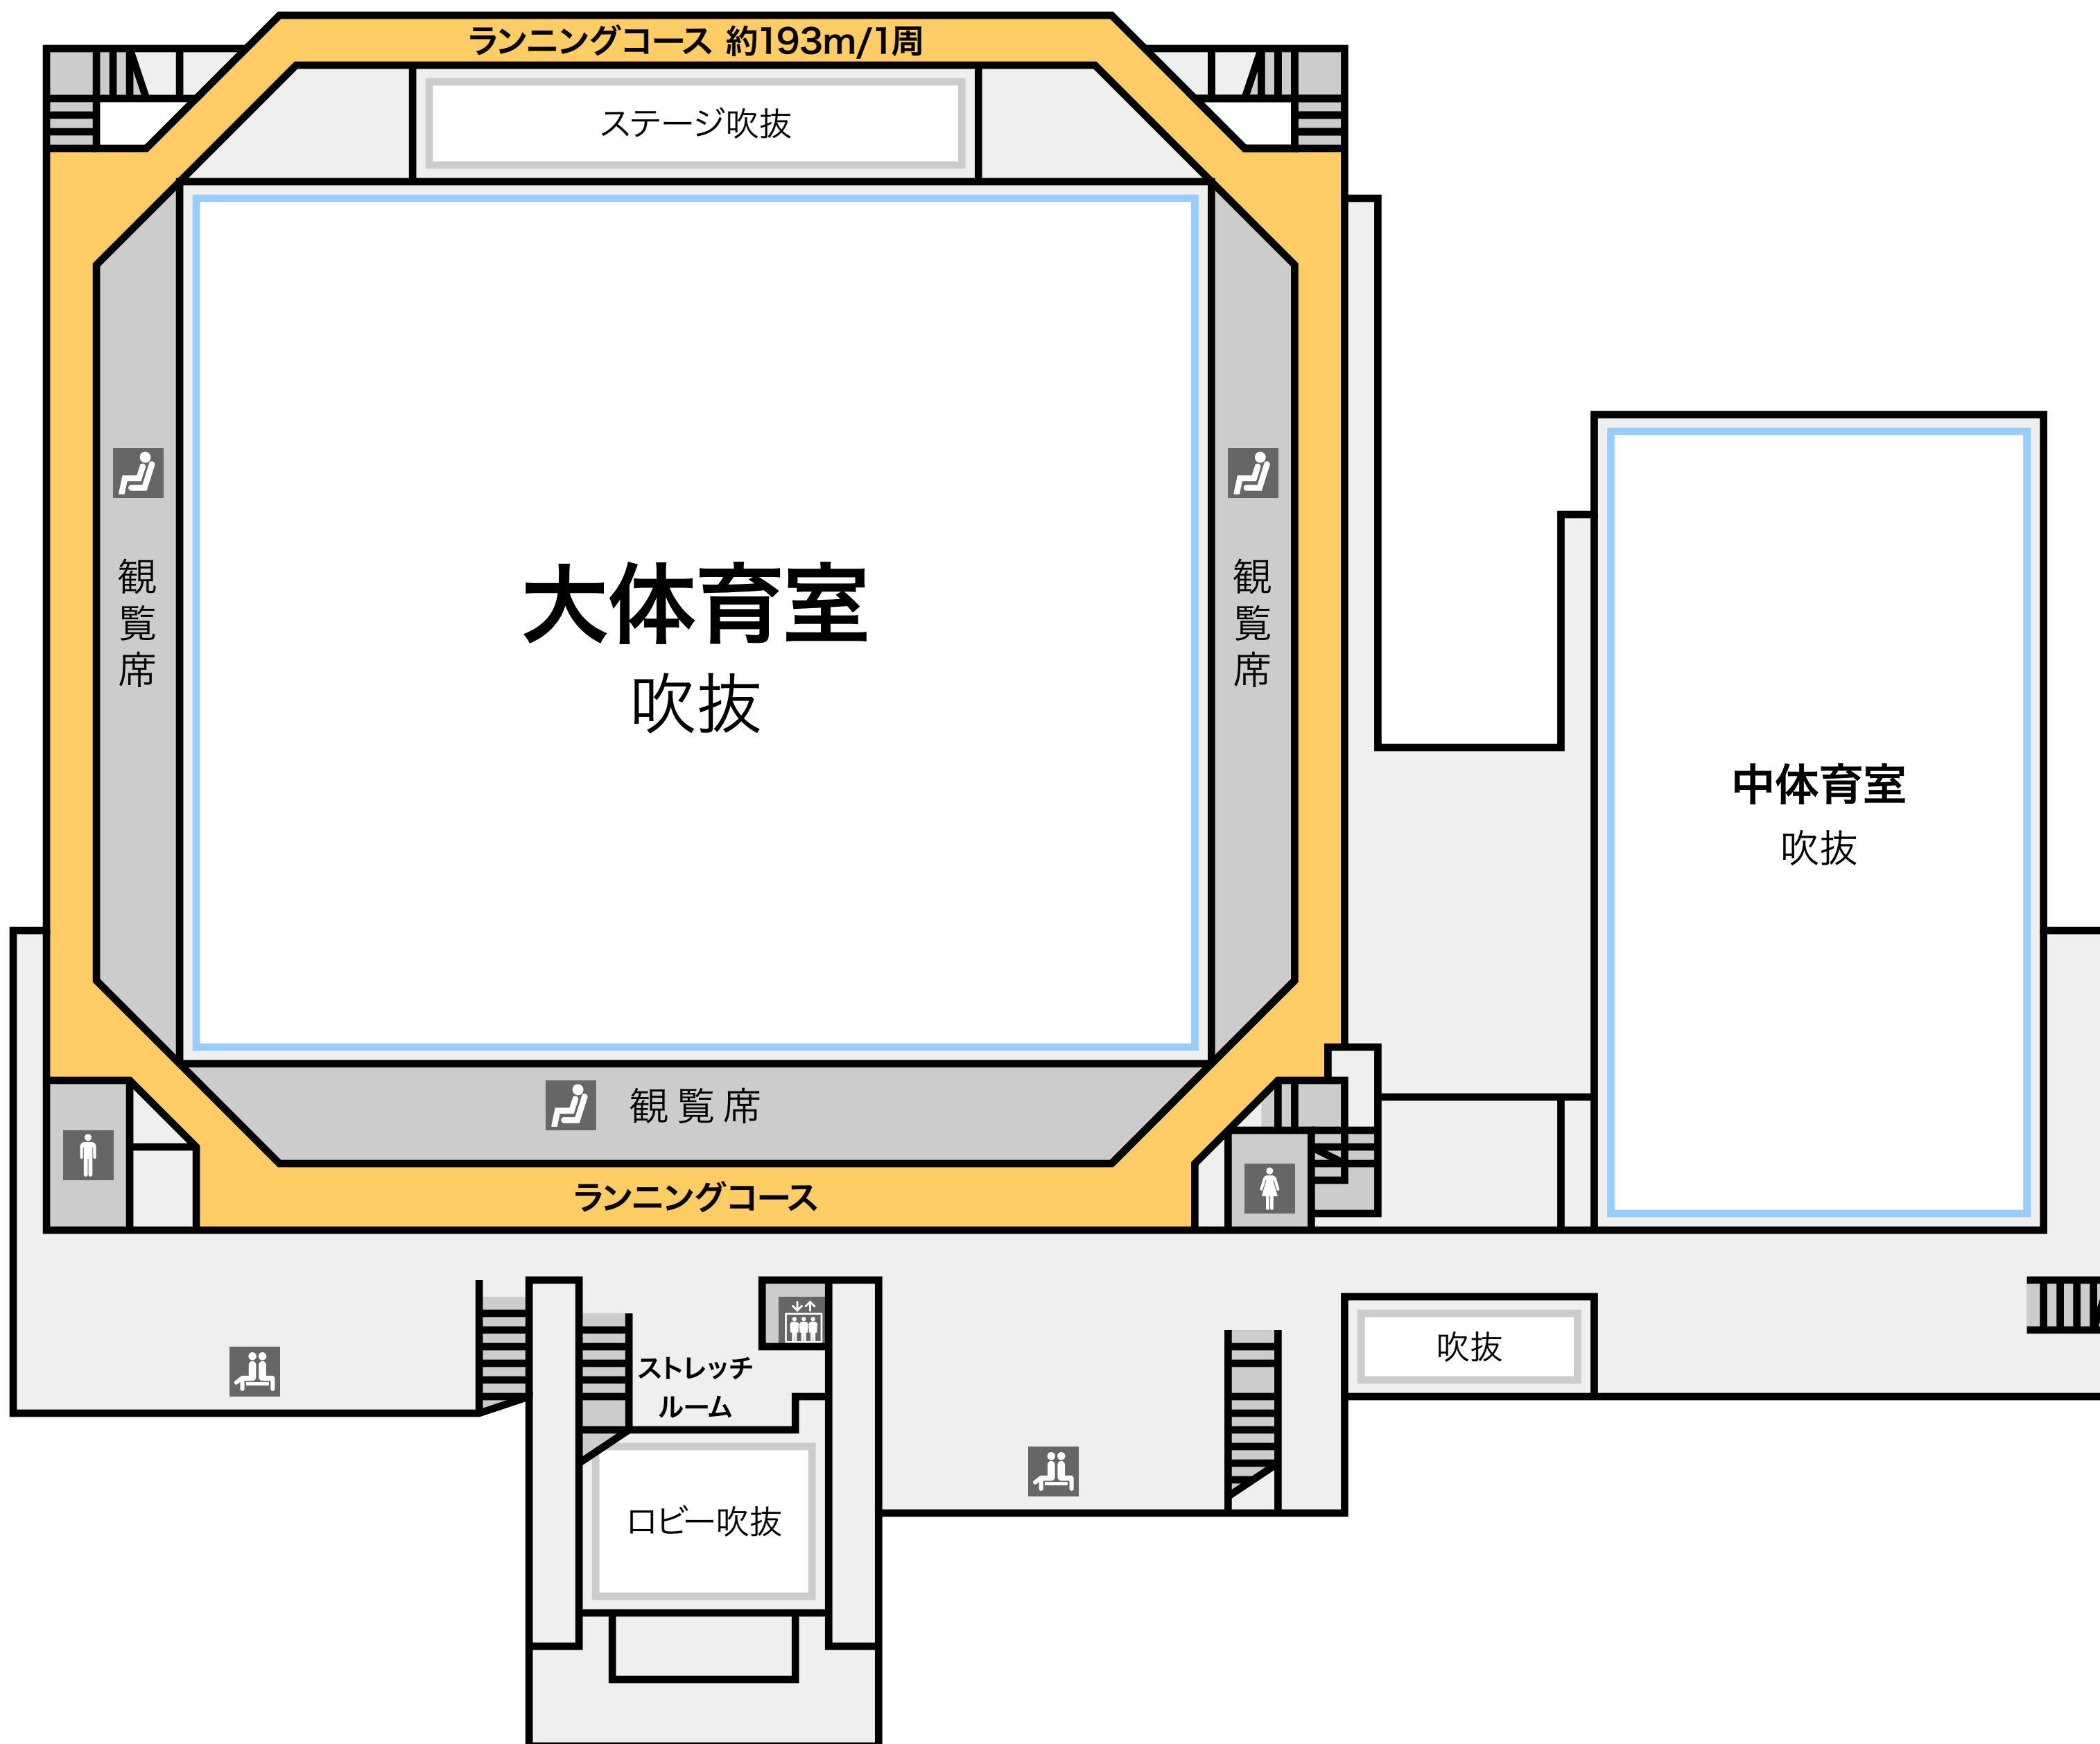 ランニングコース 約193m/1周
ステージ吹抜
大体育室
吹抜
観覧席
観覧席
中体育室
吹抜
観覧席
ランニングコース
ストレッチ
ルーム
吹抜
ロビー吹抜